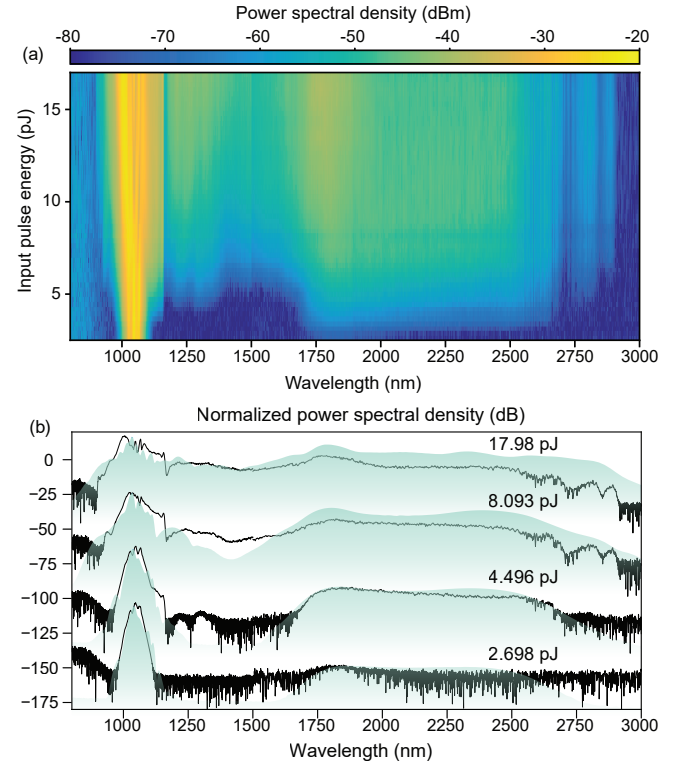 Power spectral density (dBm)
-80 -70 -60 -50 -40 -30 -20
(a)
Input pulse energy (pJ)
15
10
5
1000 1250 1500 1750 2000 2250 2500 2750 3000
Wavelength (nm)
(b)
Normalized power spectral density (dB)
0
−25
−50
−75
−100
−125
−150
−175
17.98 pJ
8.093 pJ
4.496 pJ
2.698 pJ
1000 1250 1500 1750 2000 2250 2500 2750 3000
Wavelength (nm)